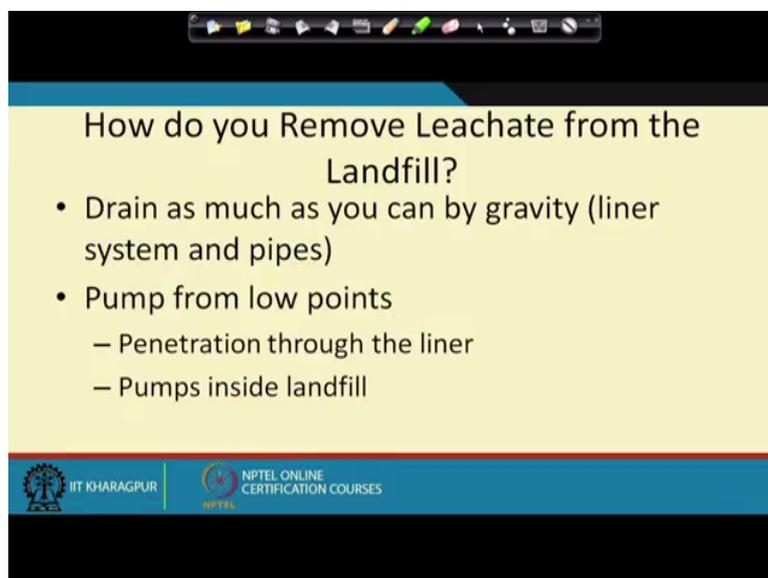 How do you Remove Leachate from the
Landfill?
• Drain as much as you can by gravity (liner
system and pipes)
• Pump from low points
– Penetration through the liner
– Pumps inside landfill
IIT KHARAGPUR
NPTEL
NPTEL ONLINE
CERTIFICATION COURSES